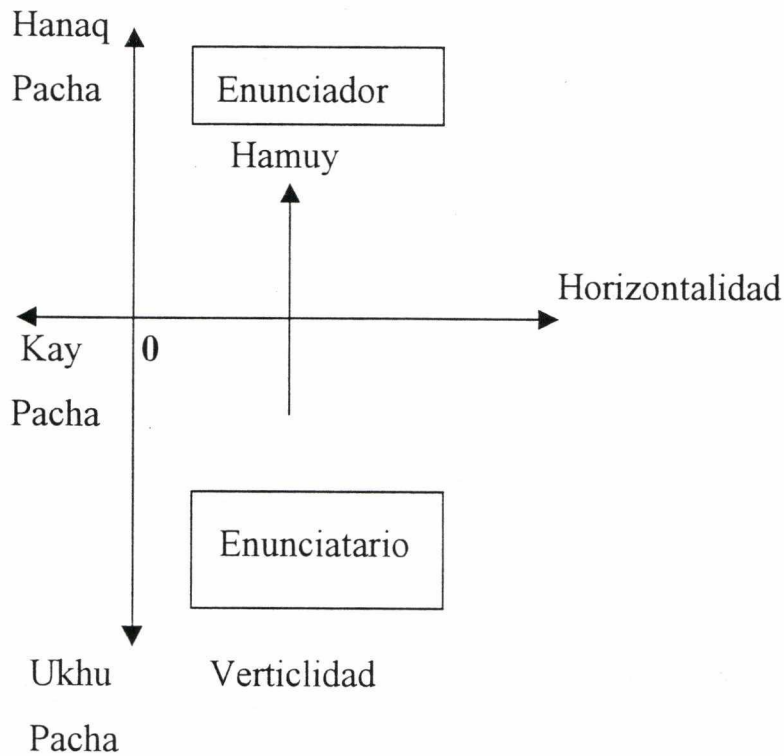 Hanaq
Pacha
Enunciador
Hamuy
Horizontalidad
Kay
0
Pacha
Enunciatario
Ukhu
Verticlidad
Pacha